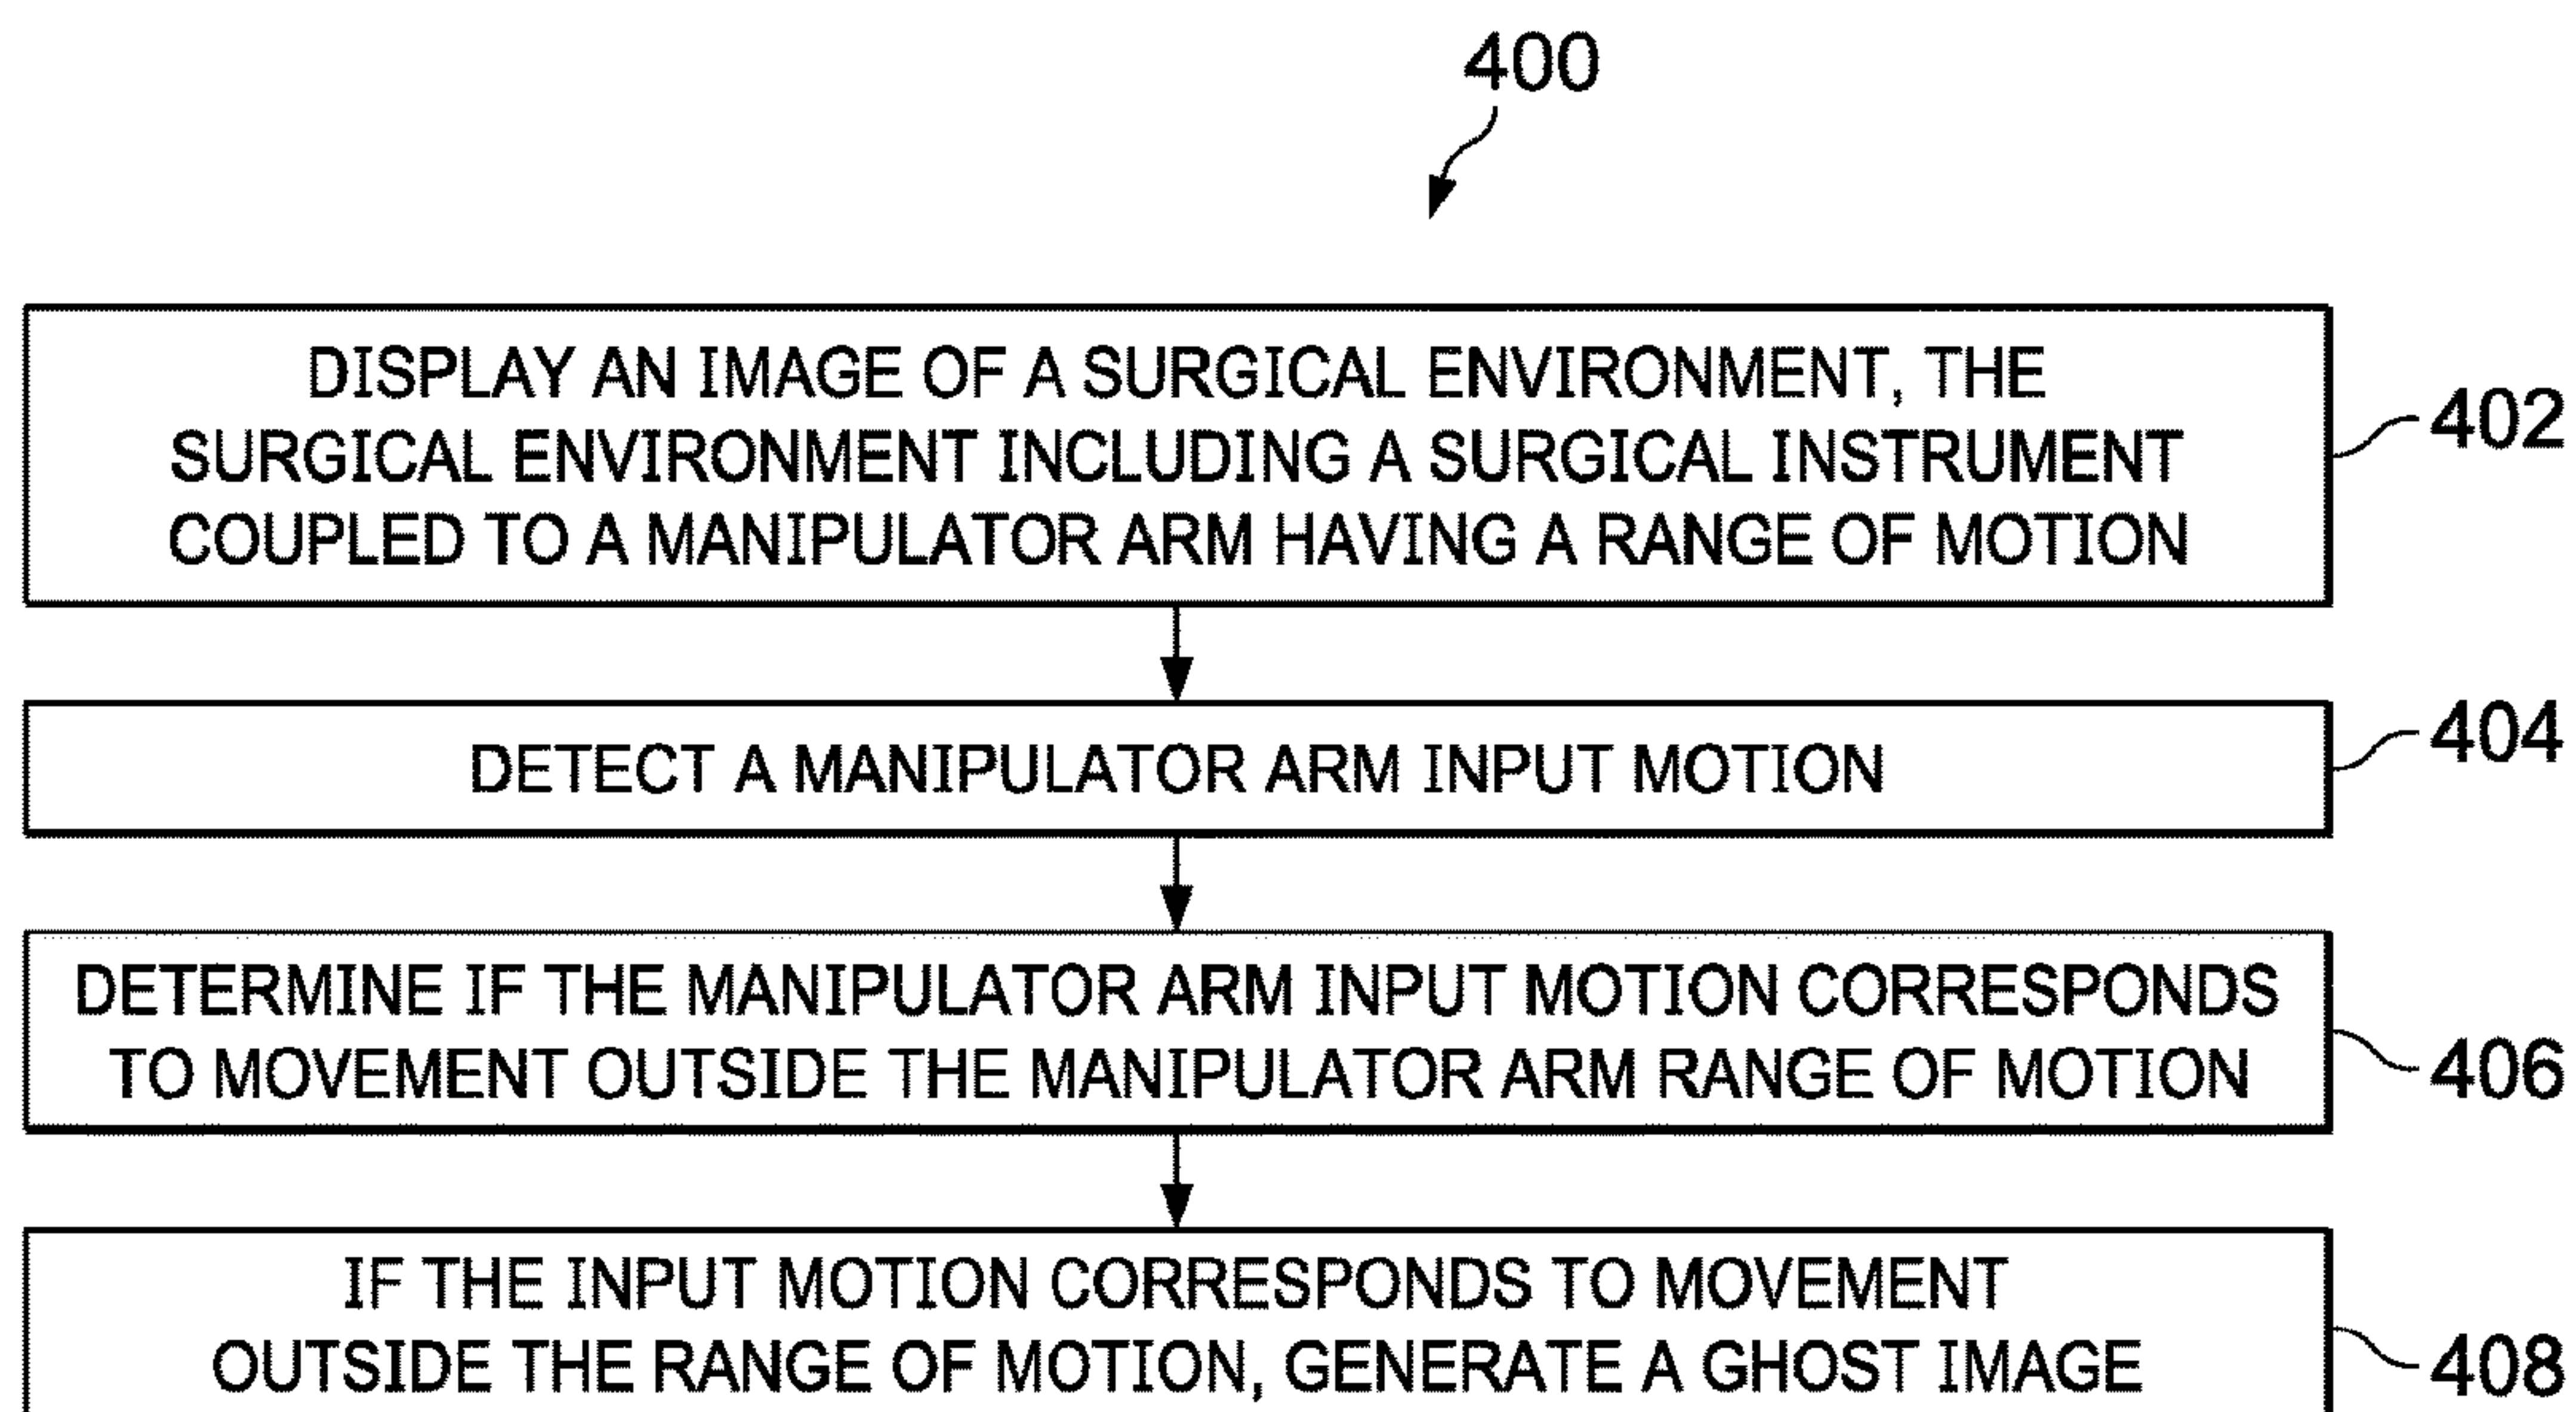 400
DISPLAY AN IMAGE OF A SURGICAL ENVIRONMENT, THE
SURGICAL ENVIRONMENT INCLUDING A SURGICAL INSTRUMENT
COUPLED TO A MANIPULATOR ARM HAVING A RANGE OF MOTION
402
DETECT A MANIPULATOR ARM INPUT MOTION
404
DETERMINE IF THE MANIPULATOR ARM INPUT MOTION CORRESPONDS
TO MOVEMENT OUTSIDE THE MANIPULATOR ARM RANGE OF MOTION
406
IF THE INPUT MOTION CORRESPONDS TO MOVEMENT
OUTSIDE THE RANGE OF MOTION, GENERATE A GHOST IMAGE
408